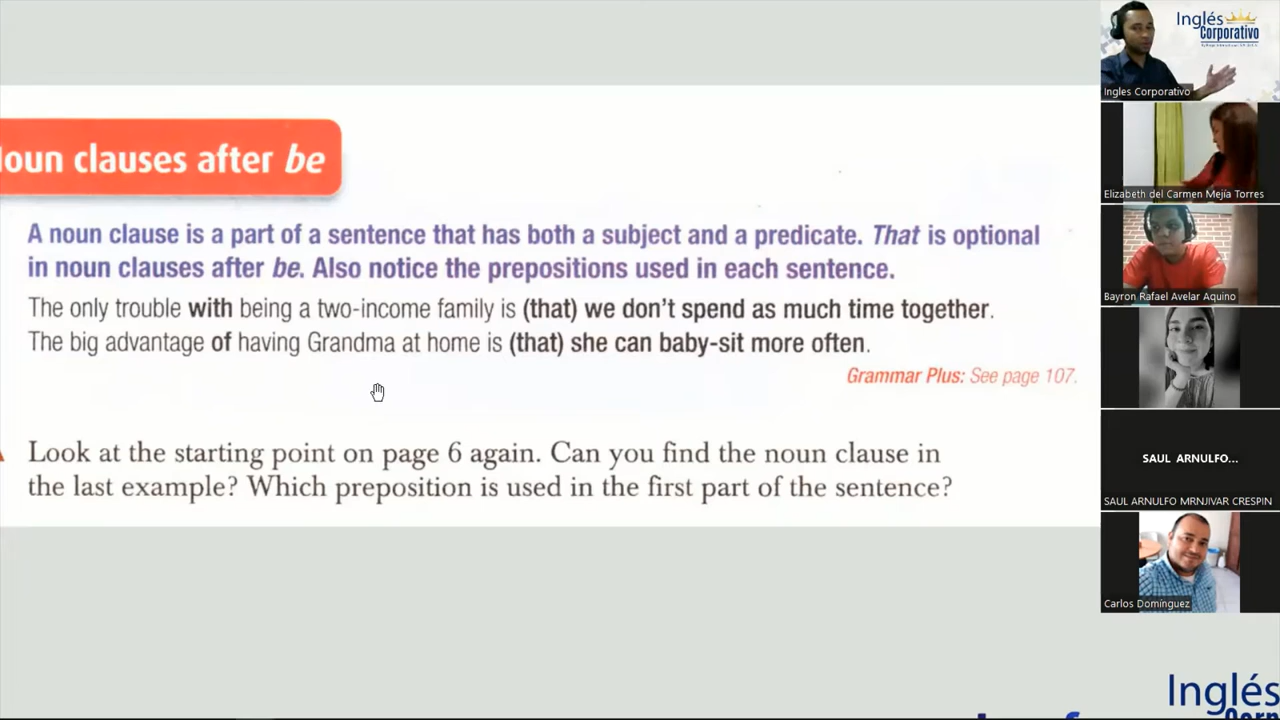 oun clauses after be
A noun clause is a part of a sentence that has both a subject and a predicate. That is optional
in noun clauses after be. Also notice the prepositions used in each sentence.
The only trouble with being a two-income family is (that) we don't spend as much time together.
The big advantage of having Grandma at home is (that) she can baby-sit more often.
Grammar Plus: See page 107.
Look at the starting point on page 6 again. Can you find the noun clause in
the last example? Which preposition is used in the first part of the sentence?
Inglés
Corporativo
Ingles Corporativo
Elizabeth del Carmen Mejía Torres
Bayron Rafael Avelar Aquino
SAUL ARNULFO...
SAUL ARNULFO MRNJIVAR CRESPIN
Carlos Domínguez
Inglés